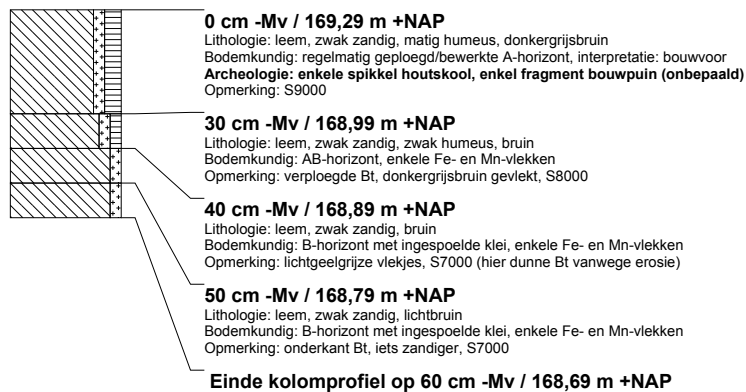 0 cm -Mv / 169,29 m +NAP
Lithologie: leem, zwak zandig, matig humeus, donkergrijsbruin
Bodemkundig: regelmatig geploegd/bewerkte A-horizont, interpretatie: bouwvoor
Archeologie: enkele spikkel houtskool, enkel fragment bouwpuin (onbepaald)
Opmerking: S9000
30 cm -Mv / 168,99 m +NAP
Lithologie: leem, zwak zandig, zwak humeus, bruin
Bodemkundig: AB-horizont, enkele Fe- en Mn-vlekken
Opmerking: verploegde Bt, donkergrijsbruin gevlekt, S8000
40 cm -Mv / 168,89 m +NAP
Lithologie: leem, zwak zandig, bruin
Bodemkundig: B-horizont met ingespoelde klei, enkele Fe- en Mn-vlekken
Opmerking: lichtgeelgrijze vlekjes, S7000 (hier dunne Bt vanwege erosie)
50 cm -Mv / 168,79 m +NAP
Lithologie: leem, zwak zandig, lichtbruin
Bodemkundig: B-horizont met ingespoelde klei, enkele Fe- en Mn-vlekken
Opmerking: onderkant Bt, iets zandiger, S7000
Einde kolomprofiel op 60 cm -Mv / 168,69 m +NAP